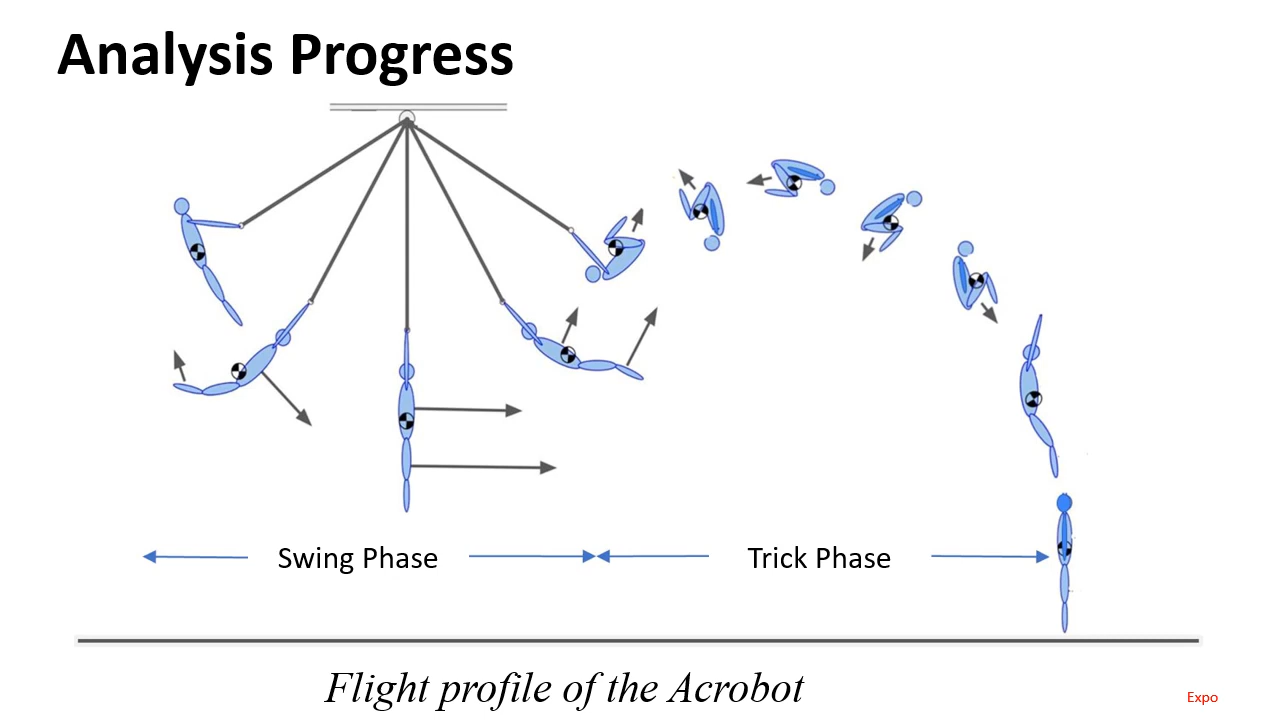 Analysis Progress
Swing Phase
Trick Phase
Flight profile of the Acrobot
Expo